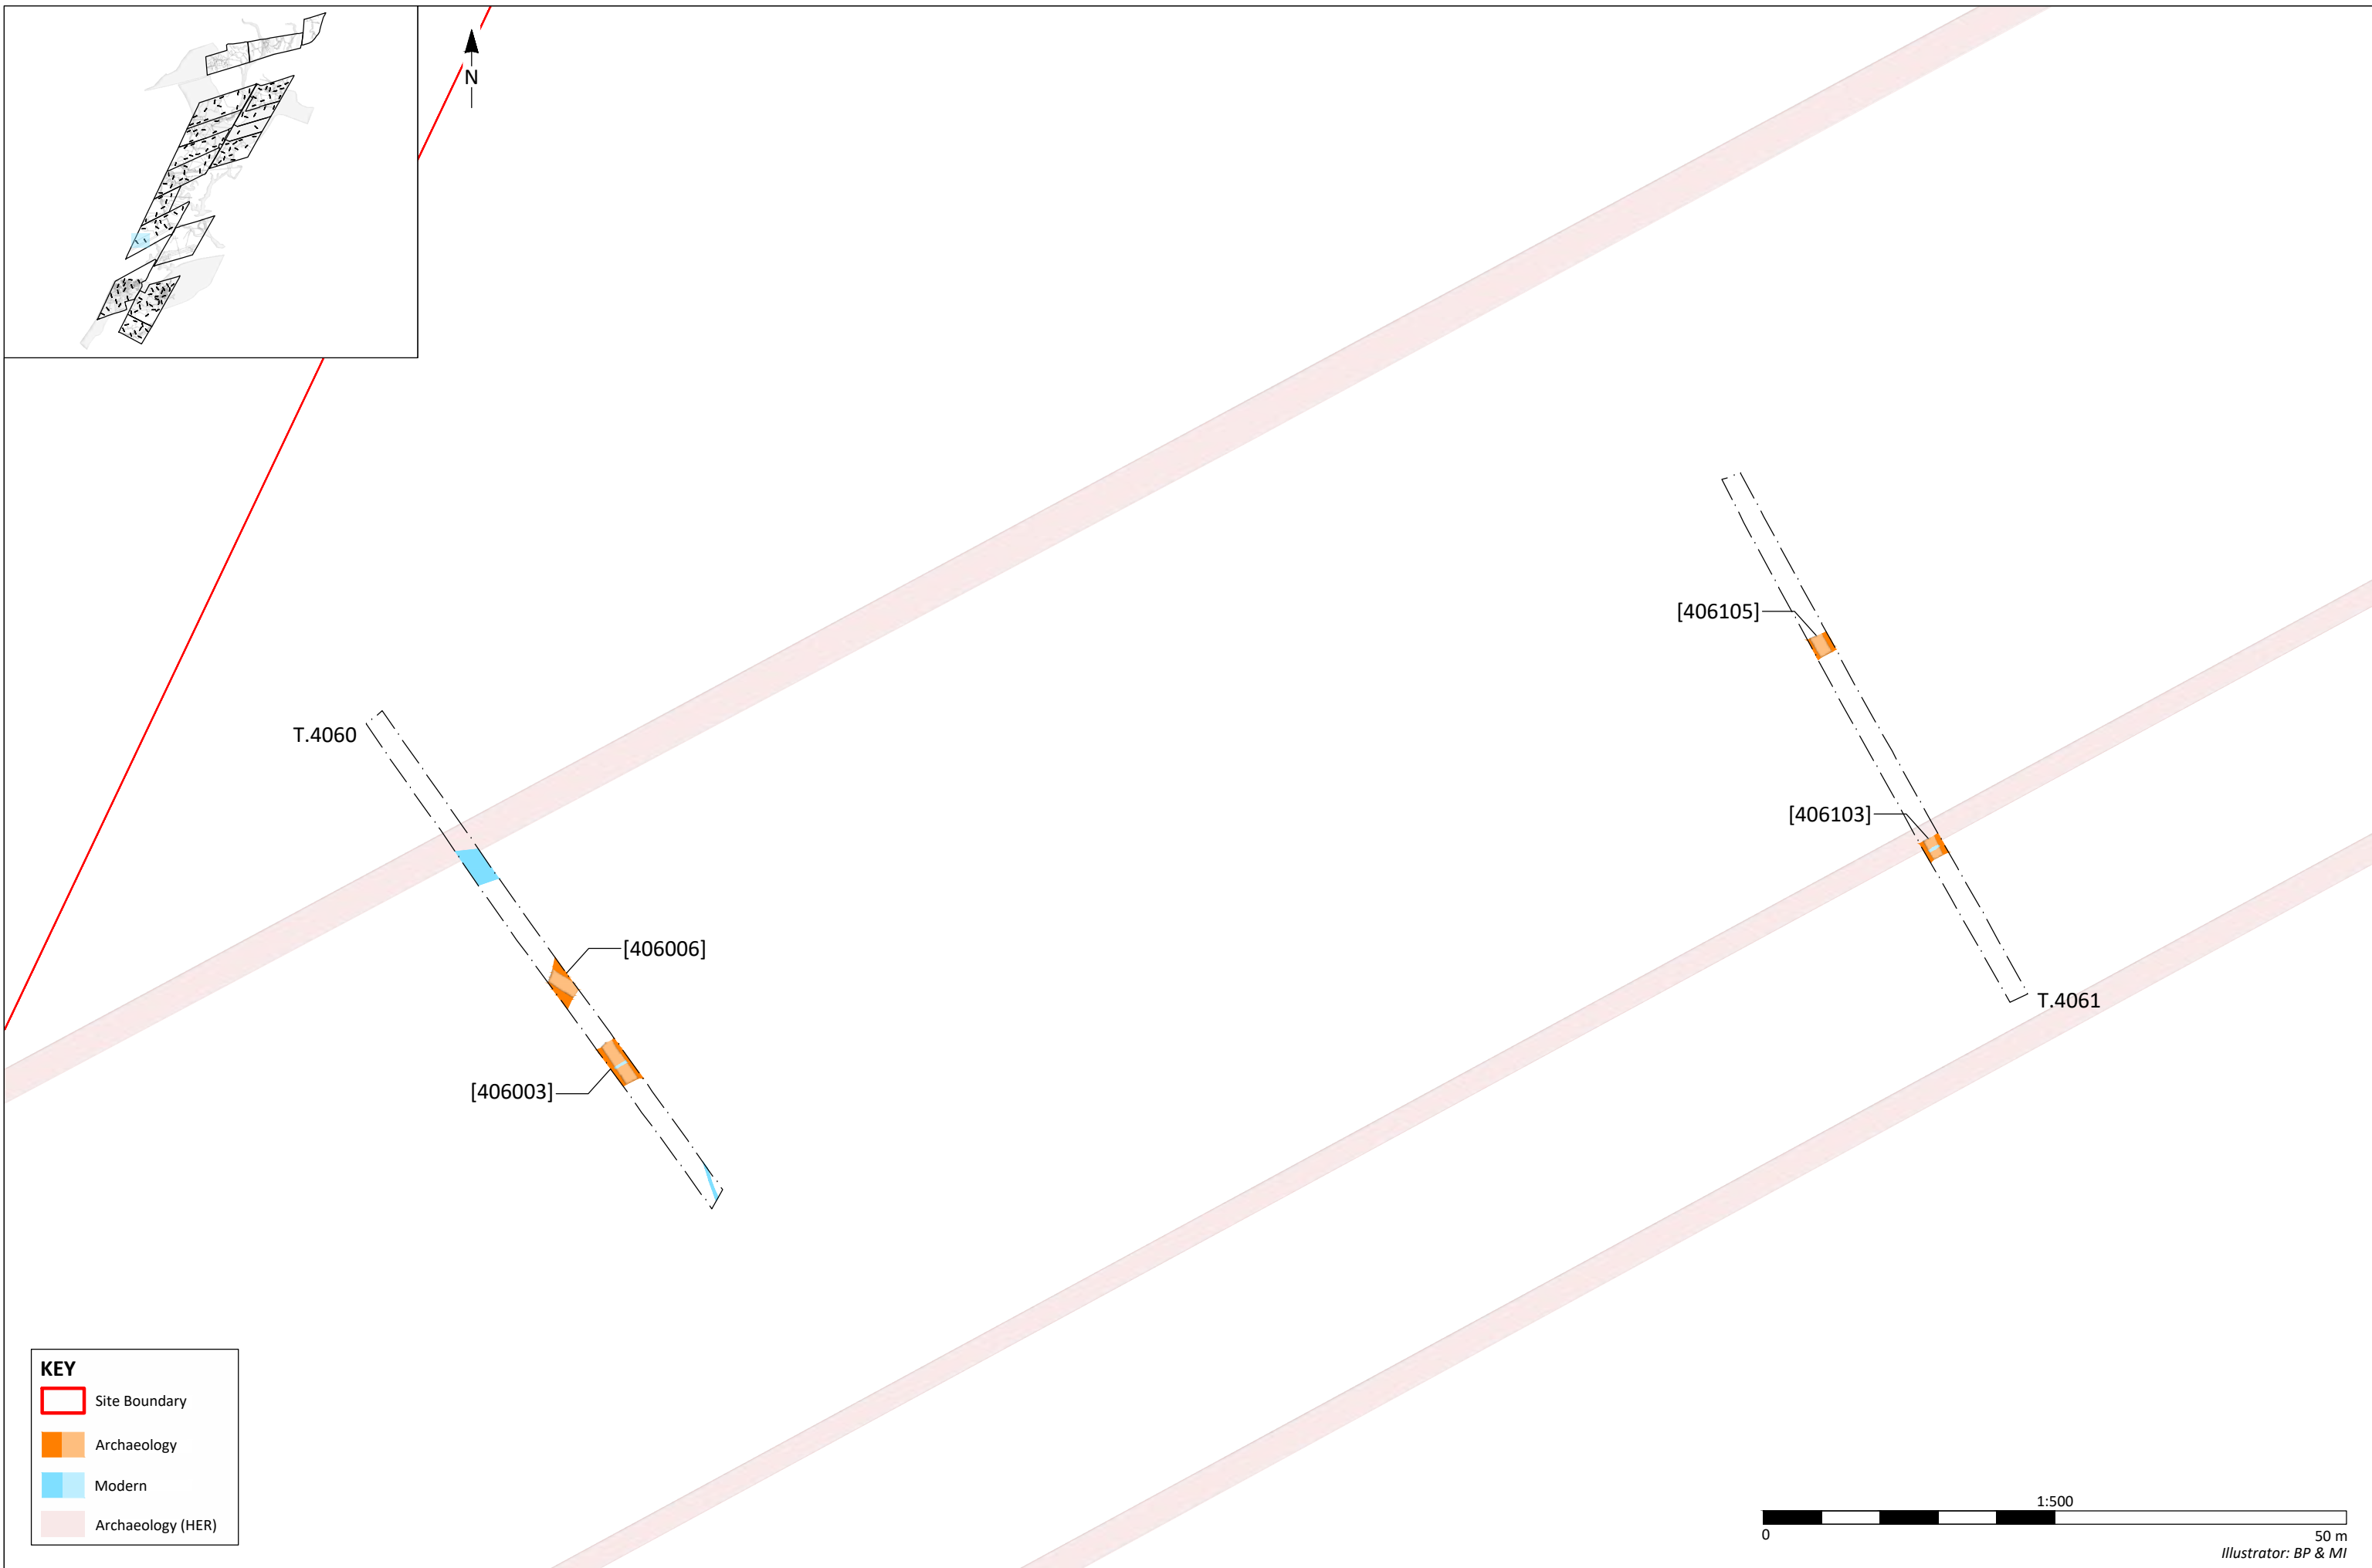 N
[406105]
[406103]
T.4060
[406006]
T.4061
[406003]
KEY
Site Boundary
Archaeology
Modern
Archaeology (HER)
1:500
0 50 m
Illustrator: BP & MI